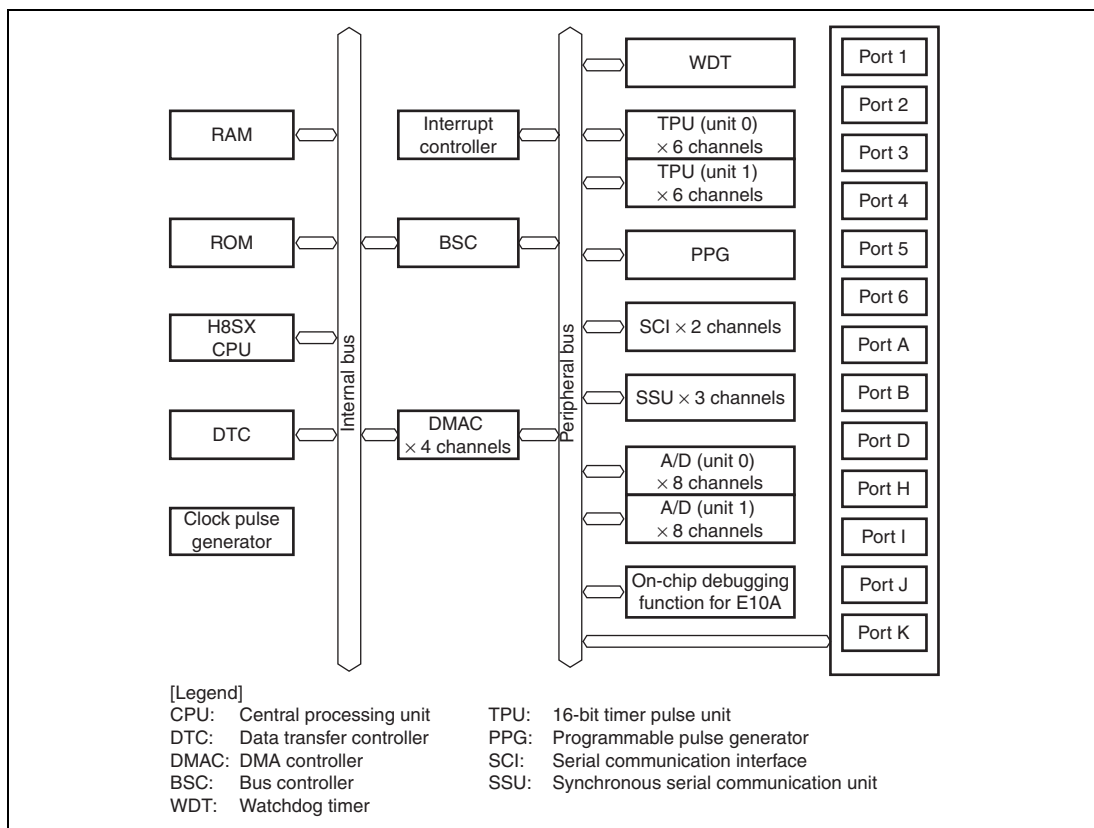 RAM
ROM
H8SX
CPU
DTC
Clock pulse
generator
Internal bus
Interrupt
controller
BSC
DMAC
× 4 channels
Peripheral bus
WDT
TPU (unit 0)
× 6 channels
TPU (unit 1)
× 6 channels
PPG
SCI × 2 channels
SSU × 3 channels
A/D (unit 0)
× 8 channels
A/D (unit 1)
× 8 channels
On-chip debugging
function for E10A
Port 1
Port 2
Port 3
Port 4
Port 5
Port 6
Port A
Port B
Port D
Port H
Port I
Port J
Port K
[Legend]
CPU: Central processing unit
DTC: Data transfer controller
DMAC: DMA controller
BSC: Bus controller
WDT: Watchdog timer
TPU: 16-bit timer pulse unit
PPG: Programmable pulse generator
SCI: Serial communication interface
SSU: Synchronous serial communication unit